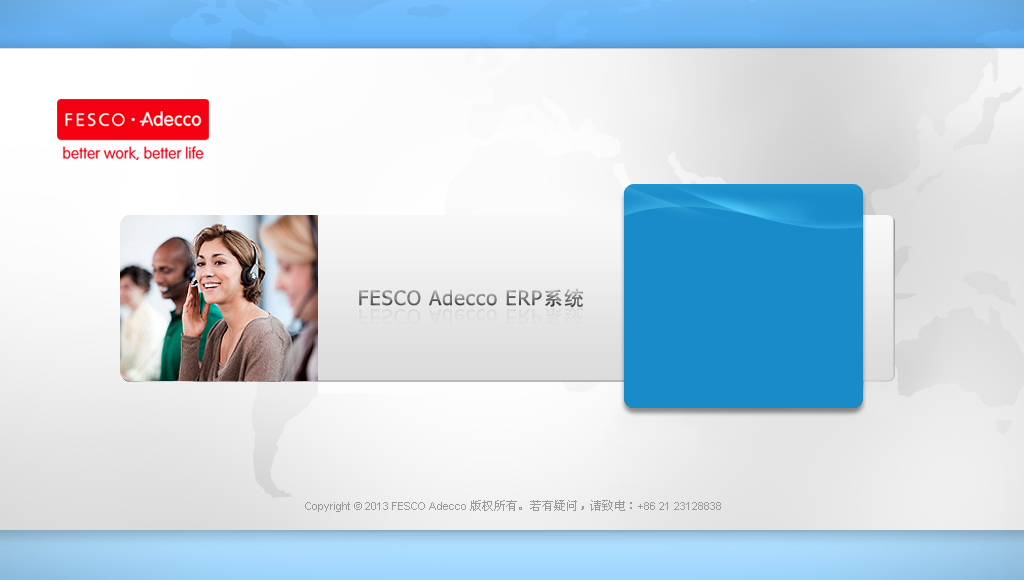 FESCO·Adecco
better work, better life
FESCO Adecco ERP系统
Copyright © 2013 FESCO Adecco 版权所有。若有疑问，请致电：+86 21 23128838